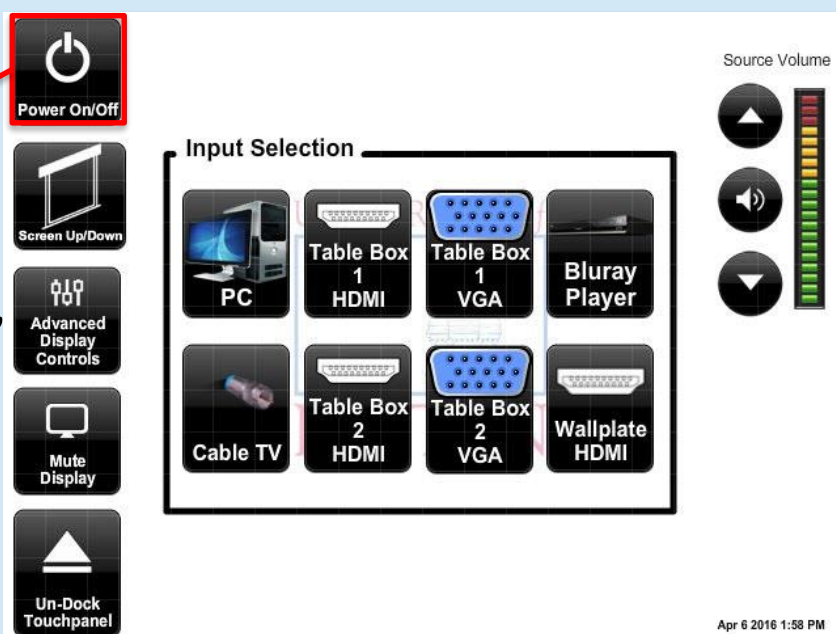 Power On/Off
Screen Up/Down
Advanced
Display
Controls
Mute
Display
Un-Dock
Touchpanel
Input Selection
PC
Table Box
1
HDMI
Table Box
1
VGA
Bluray
Player
Cable TV
Table Box
2
HDMI
Table Box
2
VGA
Wallplate
HDMI
Source Volume
Apr 6 2016 1:58 PM